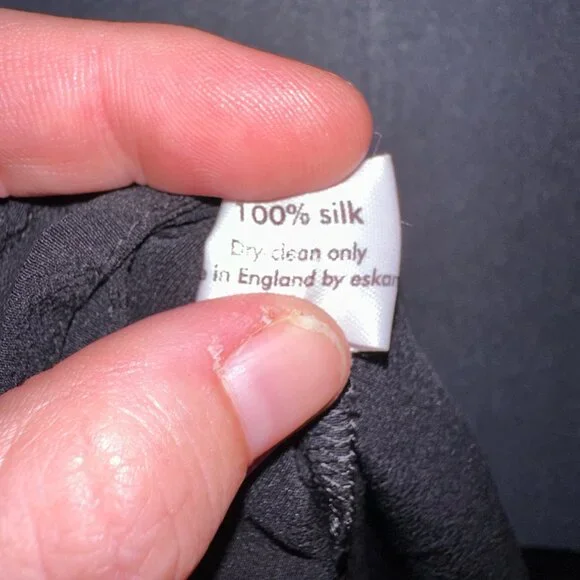 100% silk
Dry clean only
in England by eskan